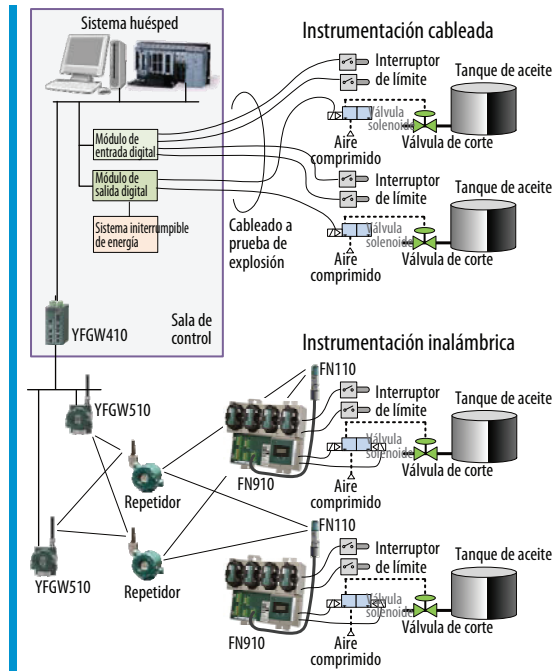 Sistema huésped
Instrumentación cableada
Interruptor
de límite
Tanque de aceite
Válvula
solenoide
Aire
comprimido
Válvula de corte
Módulo de
entrada digital
Módulo de
salida digital
Sistema ininterrumpible
de energía
Cableado a
prueba de
explosión
Interruptor
de límite
Tanque de aceite
Válvula
solenoide
Aire
comprimido
Válvula de corte
YFGW410
Sala de
control
Instrumentación inalámbrica
YFGW510
FN110
Interruptor
de límite
Tanque de aceite
Válvula
solenoide
Aire
comprimido
Válvula de corte
FN910
Repetidor
FN110
Interruptor
de límite
Tanque de aceite
Válvula
solenoide
Aire
comprimido
Válvula de corte
YFGW510
Repetidor
FN910